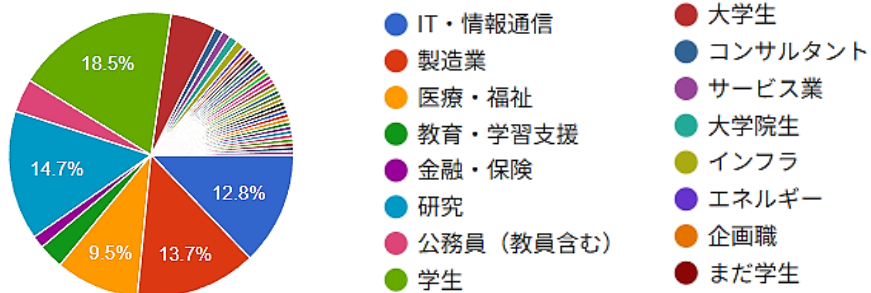 18.5%
14.7%
12.8%
9.5%
13.7%
IT・情報通信
製造業
医療・福祉
教育・学習支援
金融・保険
研究
公務員（教員含む）
学生
大学生
コンサルタント
サービス業
大学院生
インフラ
エネルギー
企画職
まだ学生